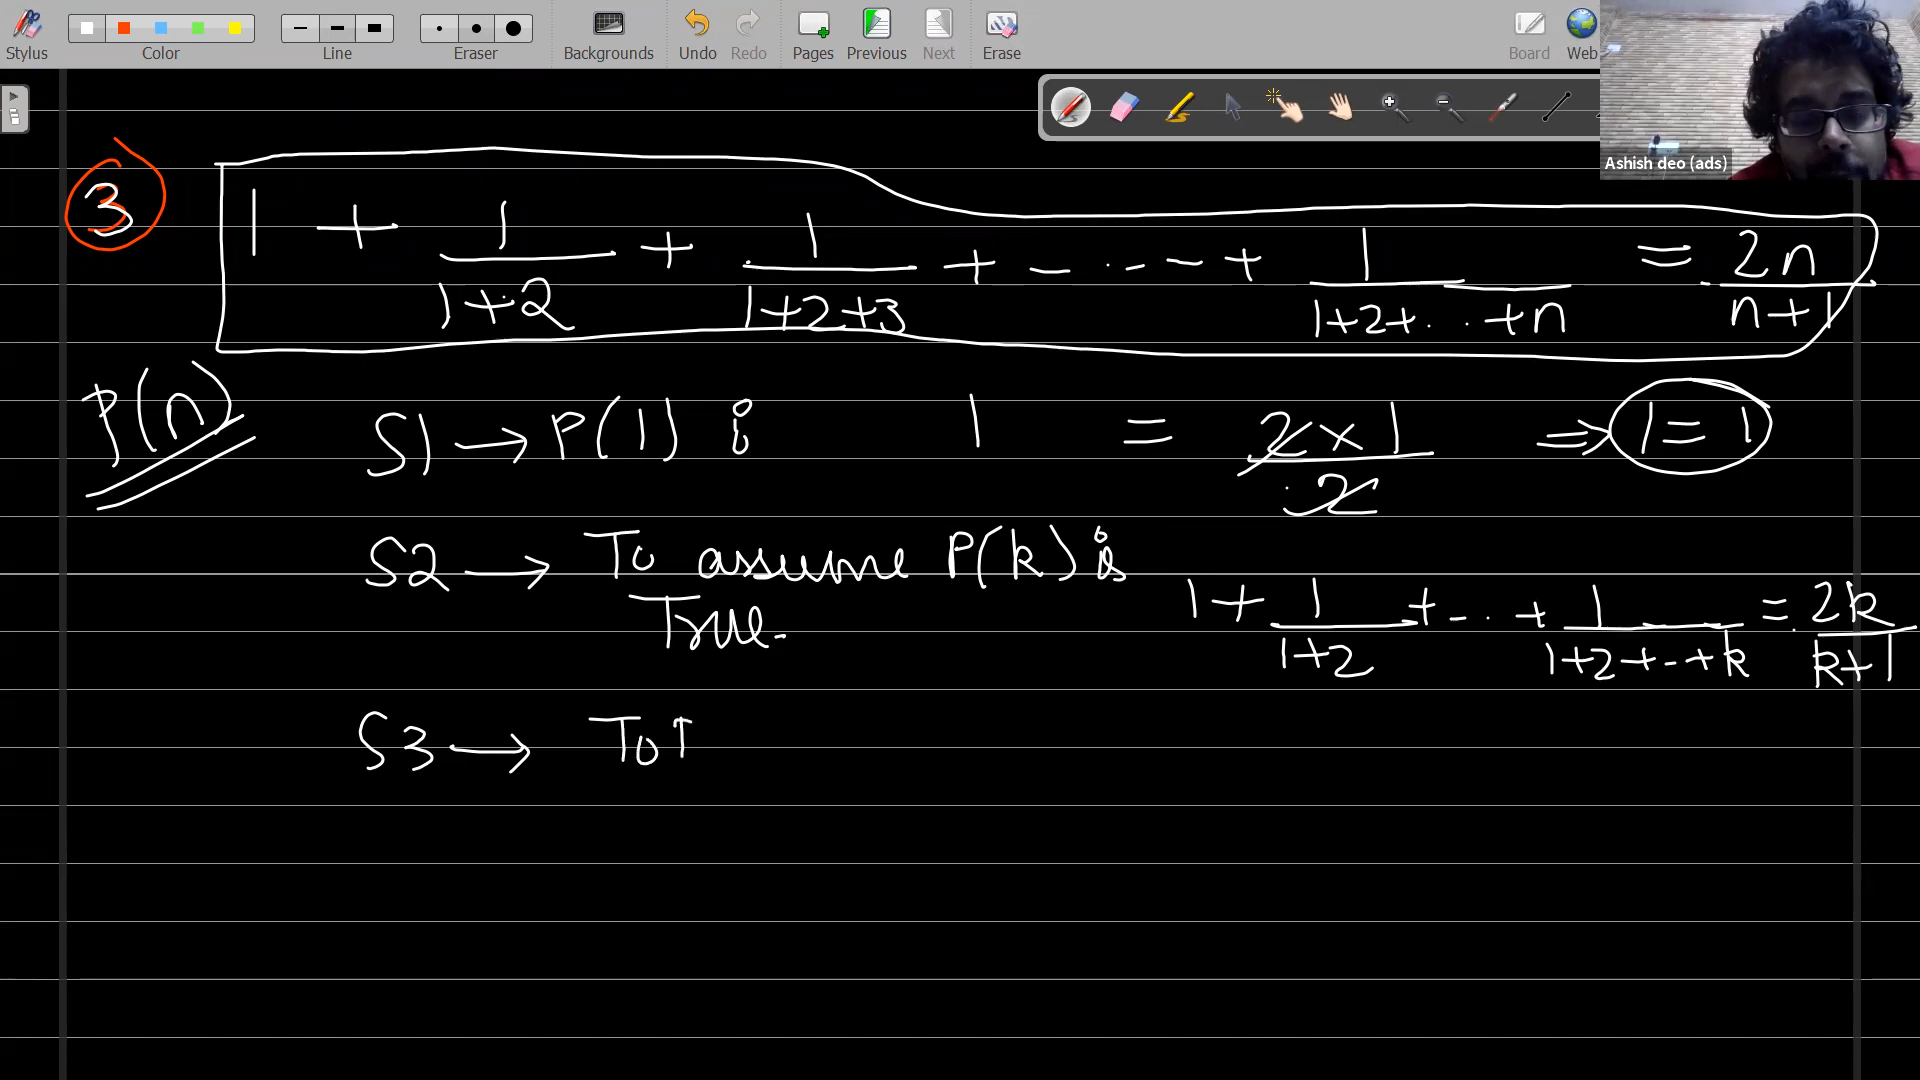 Stylus Color Line Eraser Backgrounds Undo Redo Pages Previous Next Erase Board Web
Ashish deo (ads)
3
1 + 1/(1+2) + 1/(1+2+3) + - . - - + 1/(1+2+. . +n) = 2n/(n+1)
P(n)
S1 → P(1) : 1 = (2×1)/2 ⇒ 1=1
S2 → To assume P(k) is
True.
1 + 1/(1+2) + - . . + 1/(1+2+-.+k) = 2k/(k+1)
S3 → To